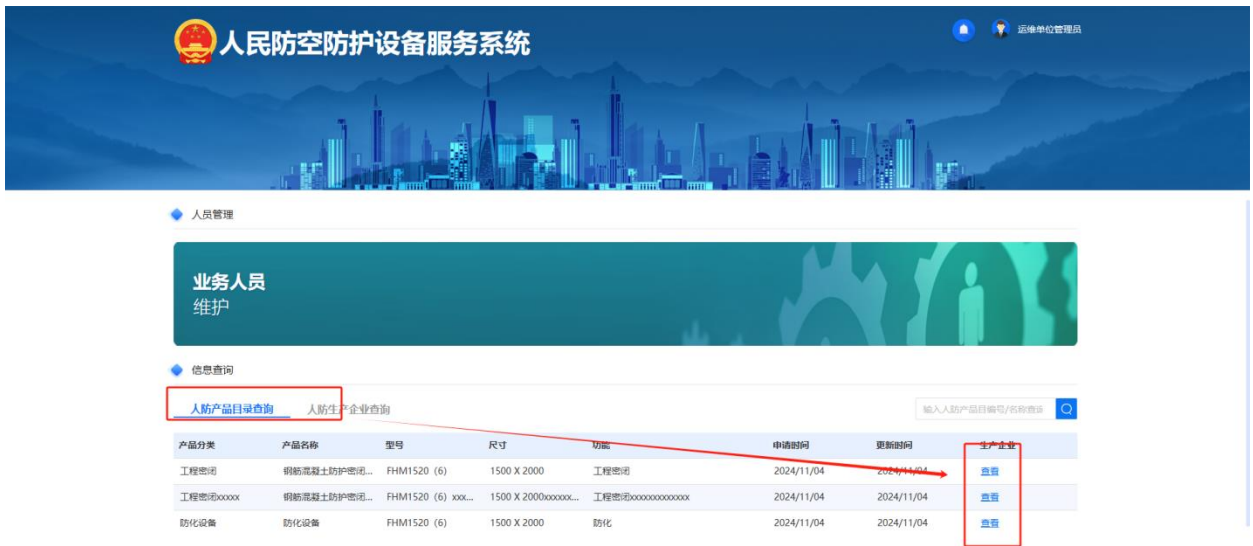 人民防空防护设备服务系统
运维单位管理员
人员管理
业务人员
维护
信息查询
人防产品目录查询 人防生产企业查询
输入人防产品目编号/名称查询
产品分类 产品名称 型号 尺寸 功能 申请时间 更新时间 生产企业
工程密闭 钢筋混凝土防护密闭... FHM1520 (6) 1500 X 2000 工程密闭 2024/11/04 2024/11/04 查看
工程密闭xxxxx 钢筋混凝土防护密闭... FHM1520 (6) xxx... 1500 X 2000xxxxxx... 工程密闭xxxxxxxxxxxxx 2024/11/04 2024/11/04 查看
防化设备 防化设备 FHM1520 (6) 1500 X 2000 防化 2024/11/04 2024/11/04 查看